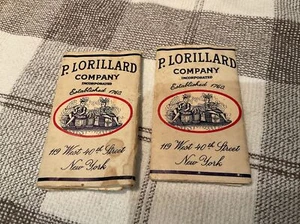 P. LORILLARD
COMPANY
INCORPORATED
Established 1760
119 West 40th Street
New York
P. LORILLARD
COMPANY
INCORPORATED
Established 1760
119 West 40th Street
New York